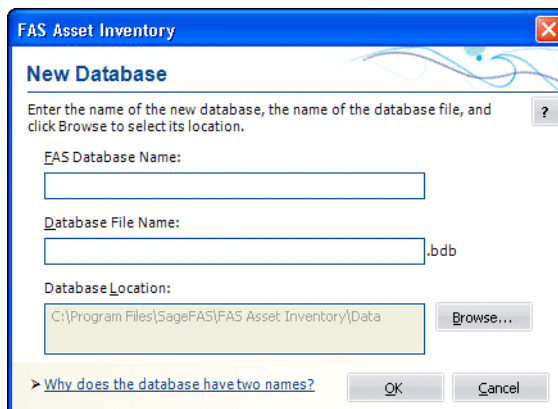 FAS Asset Inventory
New Database
Enter the name of the new database, the name of the database file, and
click Browse to select its location.
?
FAS Database Name:
Database File Name:
.bdb
Database Location:
C:\Program Files\SageFAS\FAS Asset Inventory\Data
Browse...
➤ Why does the database have two names?
OK
Cancel